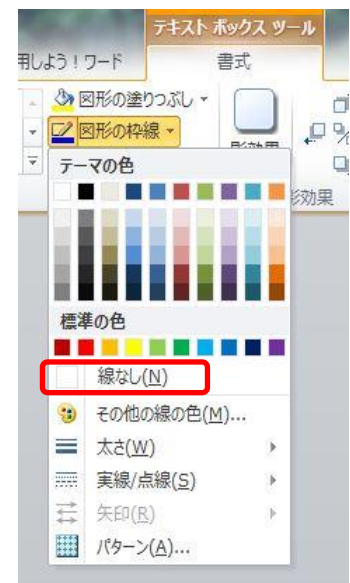 テキスト ボックス ツール
用しよう！ワード
書式
図形の塗りつぶし
図形の枠線
影効果
テーマの色
標準の色
線なし(N)
その他の線の色(M)...
太さ(W)
実線/点線(S)
矢印(R)
パターン(A)...